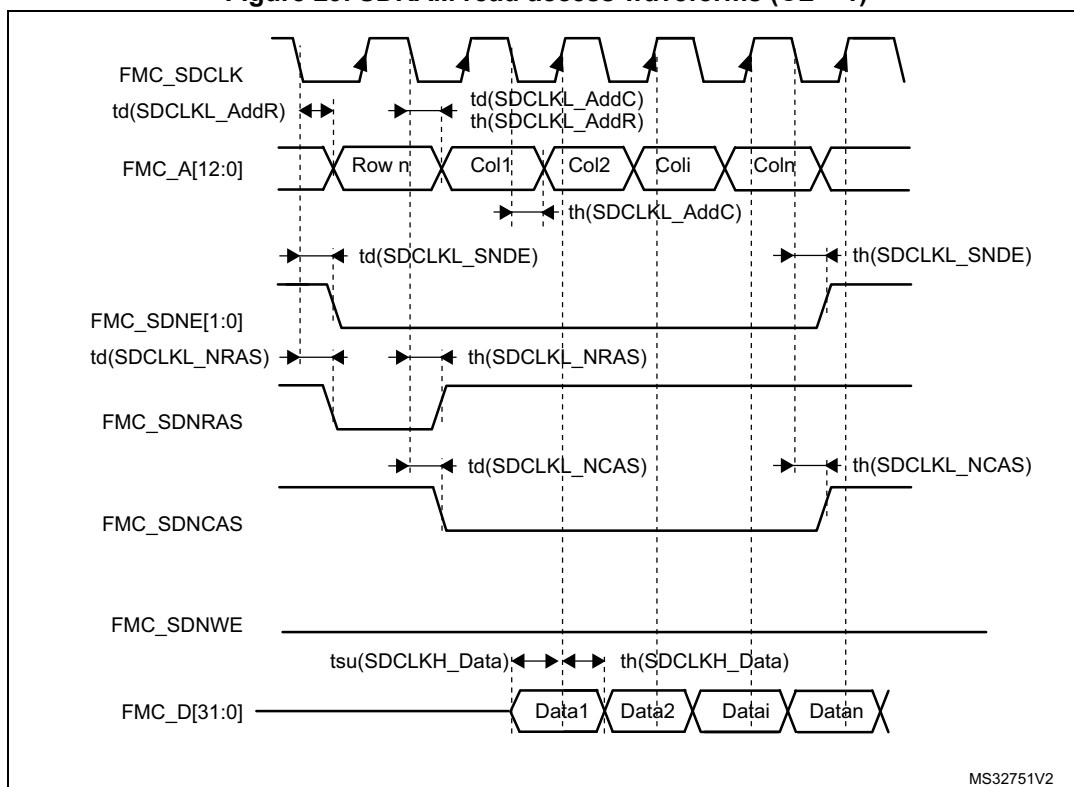 FMC_SDCLK
td(SDCLKL_AddR)
td(SDCLKL_AddC)
th(SDCLKL_AddR)
FMC_A[12:0]
Row n
Col1
Col2
Coli
Coln
th(SDCLKL_AddC)
td(SDCLKL_SNDE)
th(SDCLKL_SNDE)
FMC_SDNE[1:0]
td(SDCLKL_NRAS)
th(SDCLKL_NRAS)
FMC_SDNRAS
td(SDCLKL_NCAS)
th(SDCLKL_NCAS)
FMC_SDNCAS
FMC_SDNWE
tsu(SDCLKH_Data)
th(SDCLKH_Data)
FMC_D[31:0]
Data1
Data2
Datai
Datan
MS32751V2